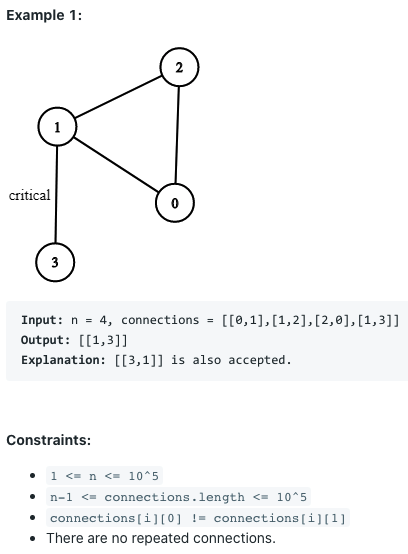 Example 1:
2
1
critical
0
3
Input: n = 4, connections = [[0,1],[1,2],[2,0],[1,3]]
Output: [[1,3]]
Explanation: [[3,1]] is also accepted.
Constraints:
• 1 <= n <= 10^5
• n-1 <= connections.length <= 10^5
• connections[i][0] != connections[i][1]
• There are no repeated connections.